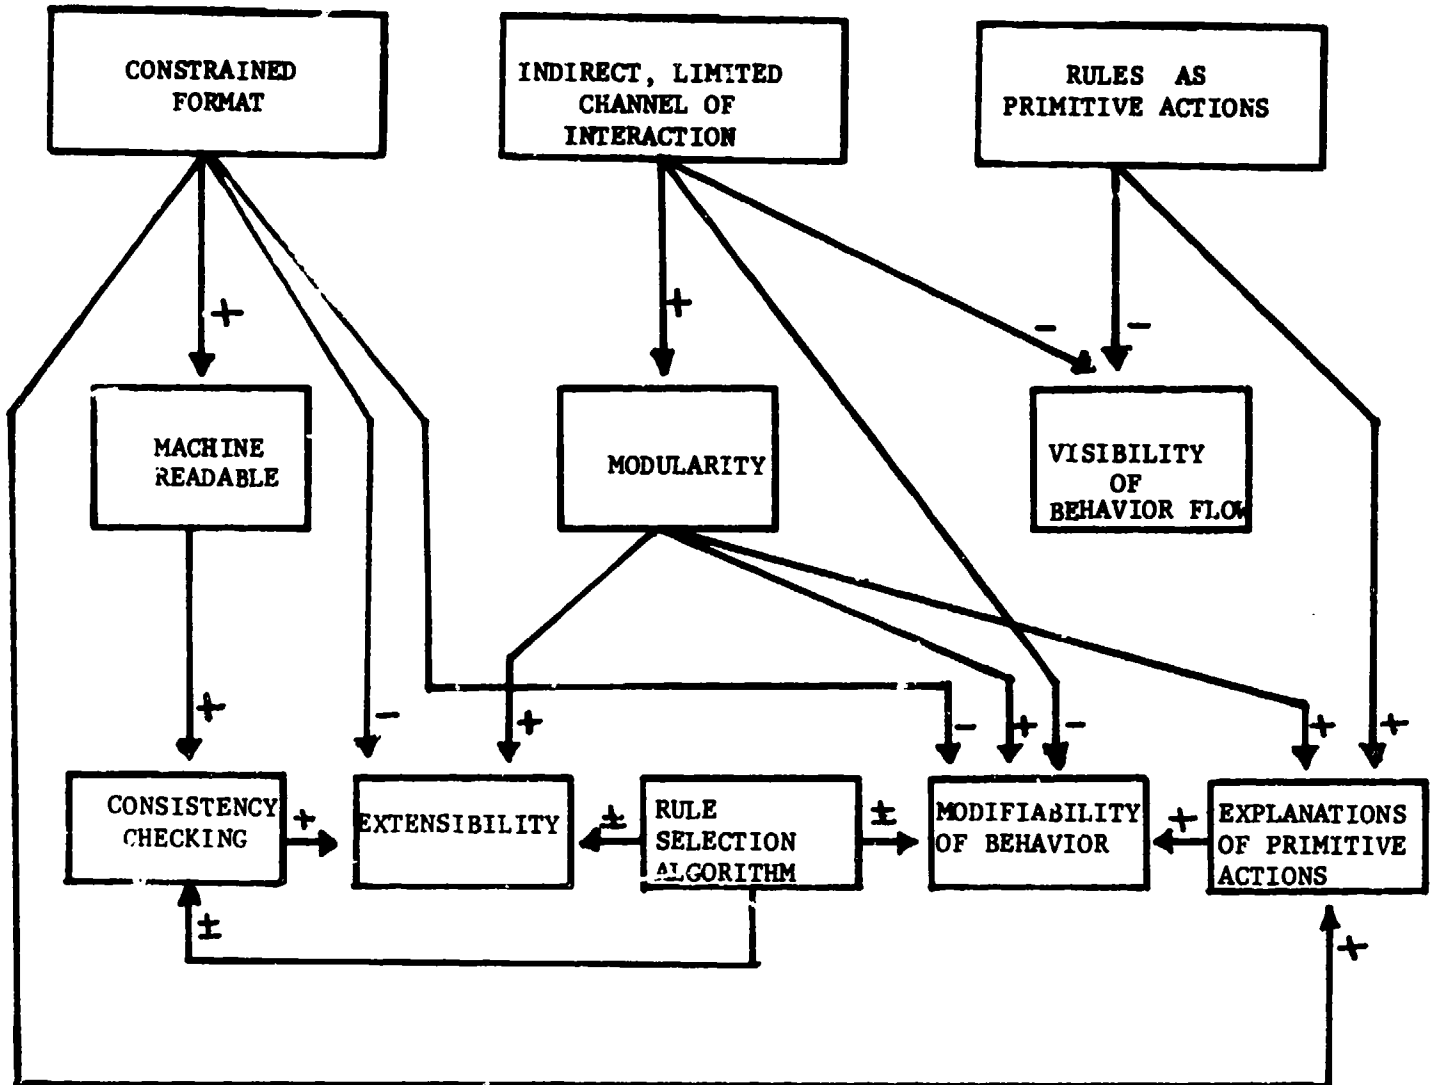 CONSTRAINED
FORMAT
INDIRECT, LIMITED
CHANNEL OF
INTERACTION
RULES AS
PRIMITIVE ACTIONS
+
+
-
-
MACHINE
READABLE
MODULARITY
VISIBILITY
OF
BEHAVIOR FLOW
+
-
+
-
+
-
+
+
CONSISTENCY
CHECKING
+
EXTENSIBILITY
±
RULE
SELECTION
ALGORITHM
±
MODIFIABILITY
OF BEHAVIOR
+
EXPLANATIONS
OF PRIMITIVE
ACTIONS
±
+